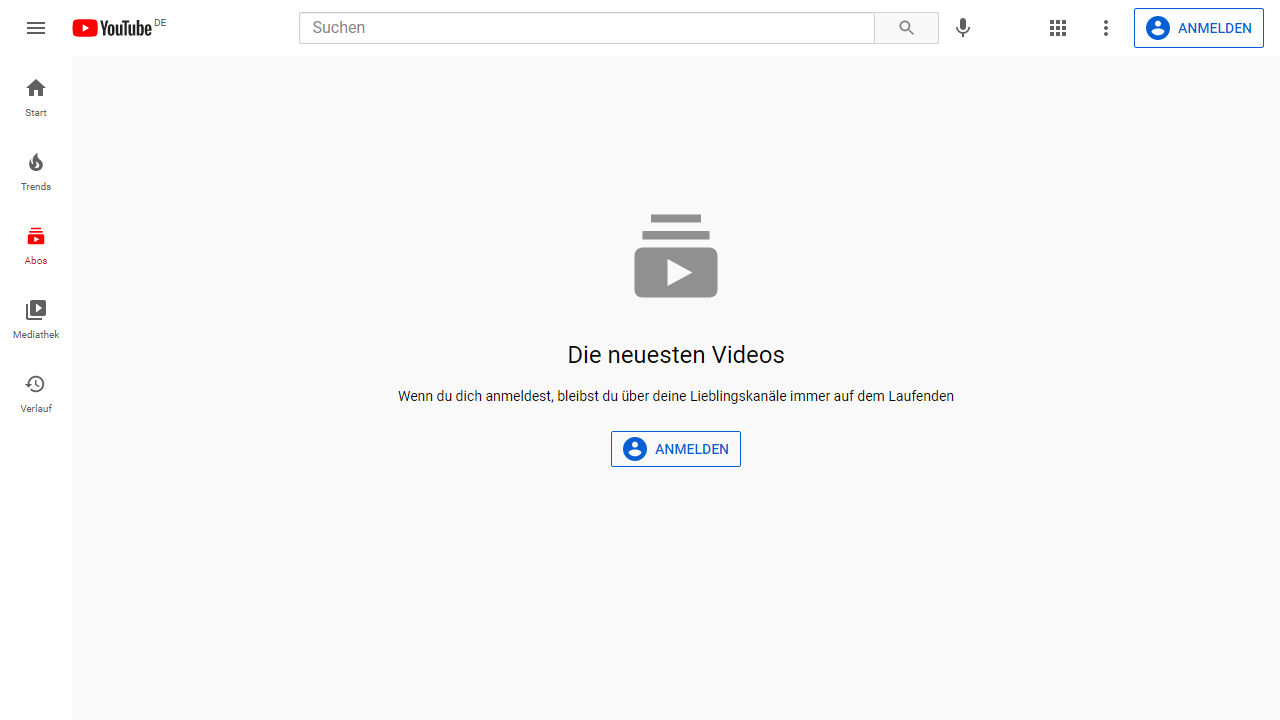 YouTube DE
Suchen
ANMELDEN
Start
Trends
Abos
Mediathek
Verlauf
Die neuesten Videos
Wenn du dich anmeldest, bleibst du über deine Lieblingskanäle immer auf dem Laufenden
ANMELDEN